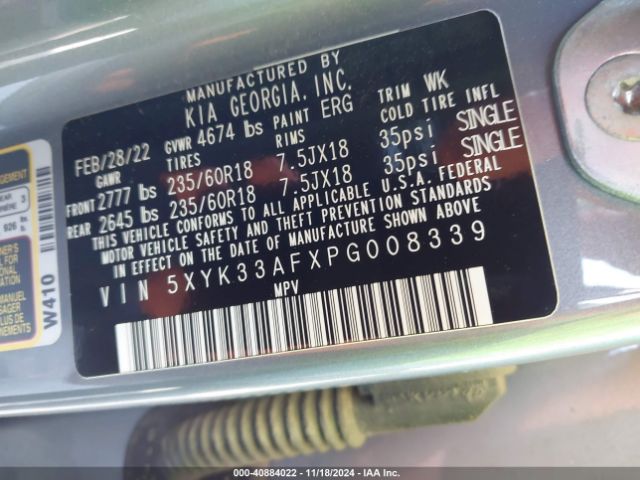 MANUFACTURED BY
KIA GEORGIA, INC.
FEB/28/22 GVWR 4674 lbs PAINT ERG TRIM WK
GAWR TIRES RIMS COLD TIRE INFL
FRONT 2777 lbs 235/60R18 7.5JX18 35psi SINGLE
REAR 2645 lbs 235/60R18 7.5JX18 35psi SINGLE
THIS VEHICLE CONFORMS TO ALL APPLICABLE U.S.A. FEDERAL
MOTOR VEHICLE SAFETY AND THEFT PREVENTION STANDARDS
IN EFFECT ON THE DATE OF MANUFACTURE SHOWN ABOVE
VIN 5XYK33AFXPG008339
MPV
W410
3
926
000-40884022 - 11/18/2024 - IAA Inc.